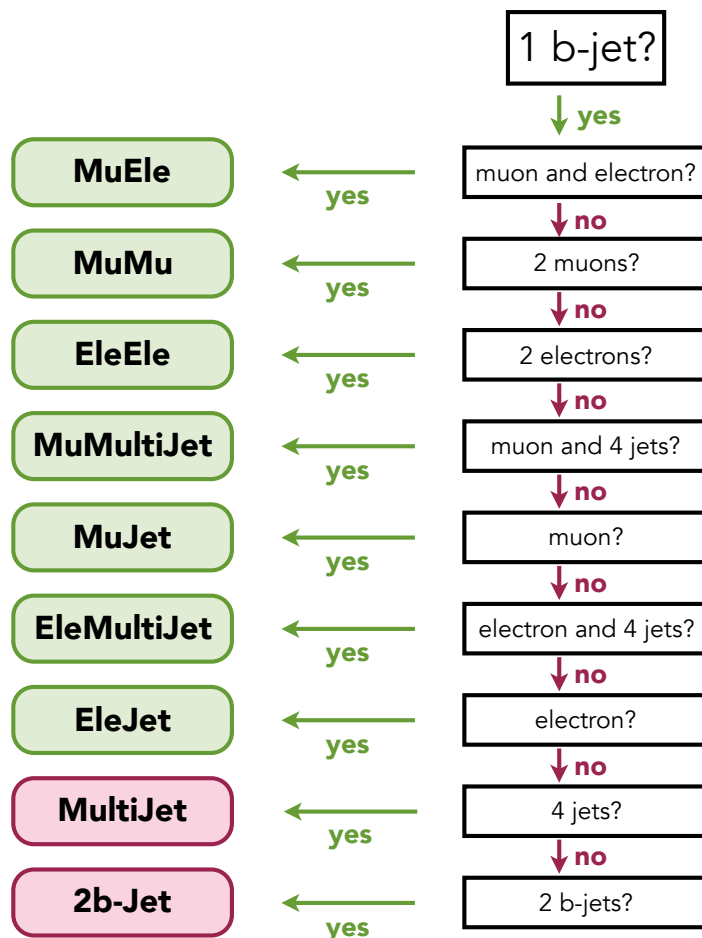 1 b-jet?
yes
MuEle
yes
muon and electron?
no
MuMu
yes
2 muons?
no
EleEle
yes
2 electrons?
no
MuMultiJet
yes
muon and 4 jets?
no
MuJet
yes
muon?
no
EleMultiJet
yes
electron and 4 jets?
no
EleJet
yes
electron?
no
MultiJet
yes
4 jets?
no
2b-Jet
yes
2 b-jets?